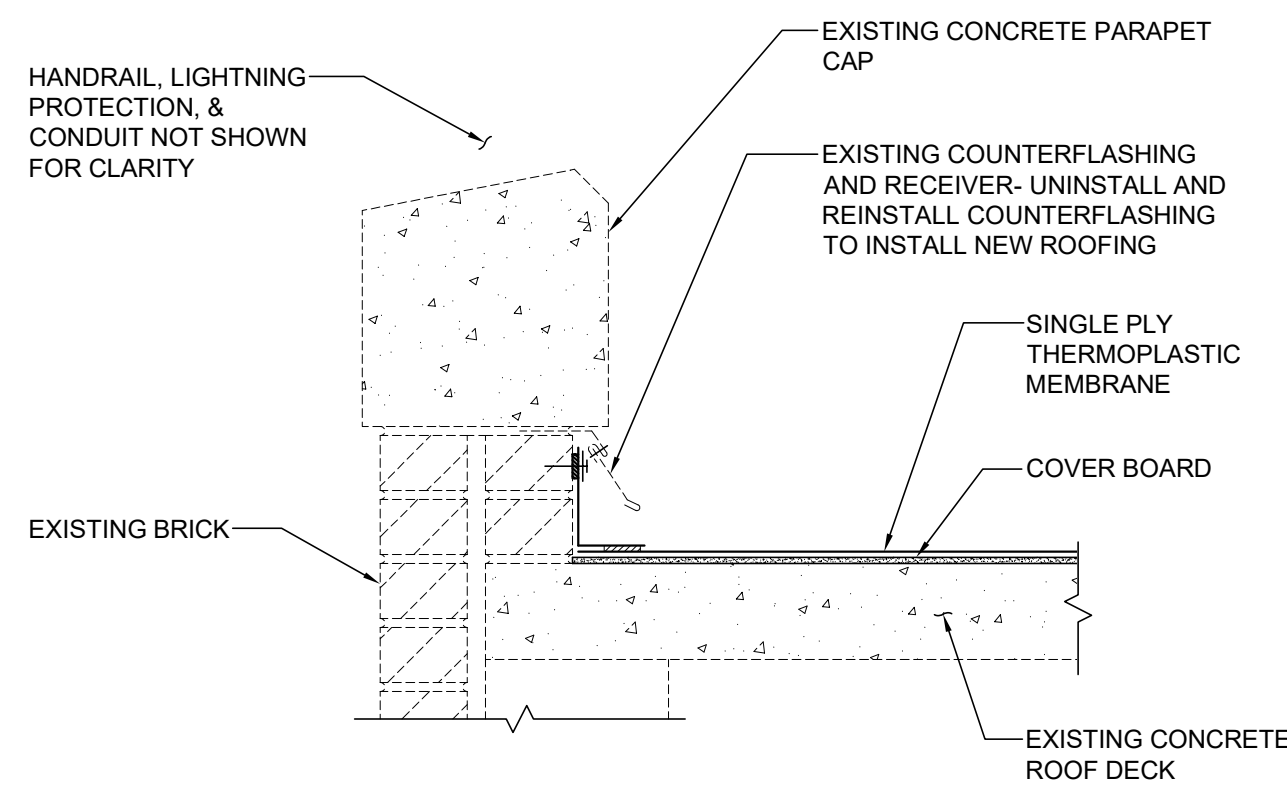 HANDRAIL, LIGHTNING
PROTECTION, &
CONDUIT NOT SHOWN
FOR CLARITY
EXISTING CONCRETE PARAPET
CAP
EXISTING COUNTERFLASHING
AND RECEIVER- UNINSTALL AND
REINSTALL COUNTERFLASHING
TO INSTALL NEW ROOFING
SINGLE PLY
THERMOPLASTIC
MEMBRANE
COVER BOARD
EXISTING BRICK
EXISTING CONCRETE
ROOF DECK